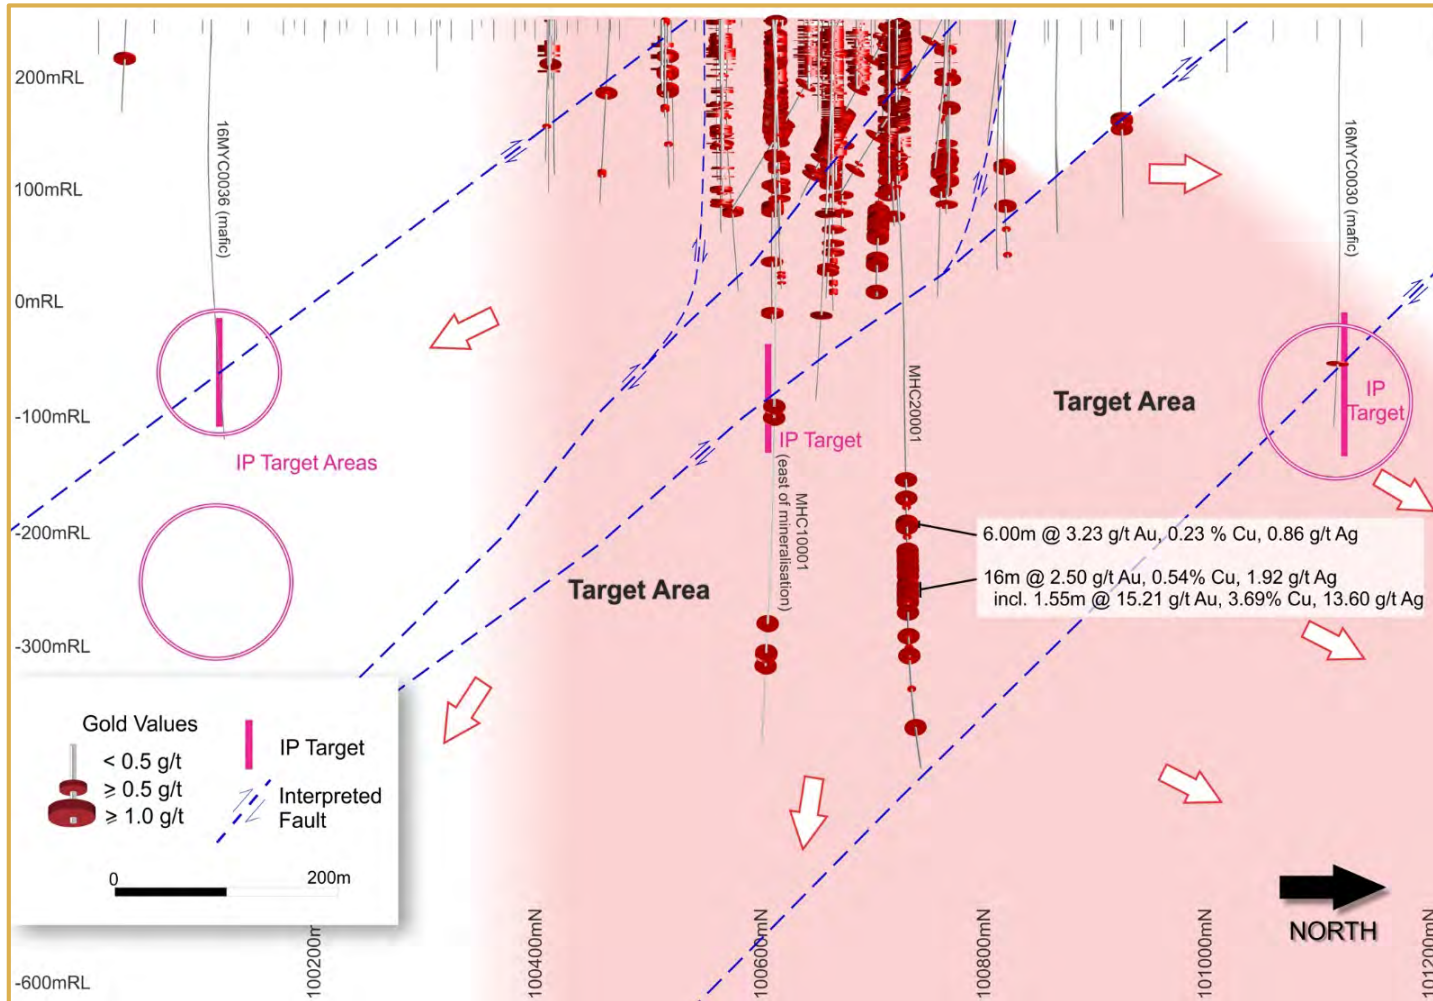 200mRL
100mRL
0mRL
-100mRL
-200mRL
-300mRL
-600mRL
16MYC0036 (mafic)
16MYC0030 (mafic)
MHC20001
MHC10001
(east of mineralisation)
IP Target Areas
IP Target
IP
Target
Target Area
Target Area
6.00m @ 3.23 g/t Au, 0.23 % Cu, 0.86 g/t Ag
16m @ 2.50 g/t Au, 0.54% Cu, 1.92 g/t Ag
incl. 1.55m @ 15.21 g/t Au, 3.69% Cu, 13.60 g/t Ag
Gold Values
< 0.5 g/t
≥ 0.5 g/t
≥ 1.0 g/t
IP Target
Interpreted
Fault
0 200m
NORTH
100200mN
100400mN
100600mN
100800mN
101000mN
101200mN